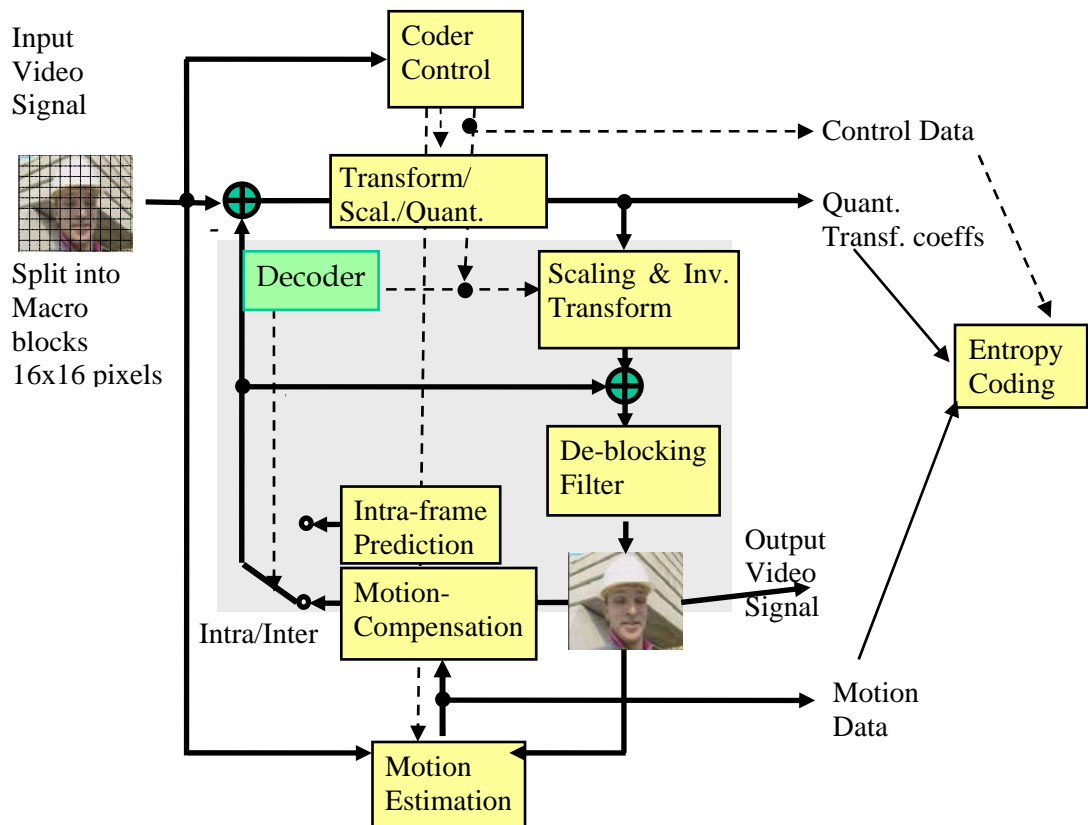 Input
Video
Signal
Coder
Control
Control Data
Transform/
Scal./Quant.
Quant.
Transf. coeffs
-
Split into
Macro
blocks
16x16 pixels
Decoder
Scaling & Inv.
Transform
Entropy
Coding
De-blocking
Filter
Intra-frame
Prediction
Output
Video
Signal
Motion-
Compensation
Intra/Inter
Motion
Data
Motion
Estimation